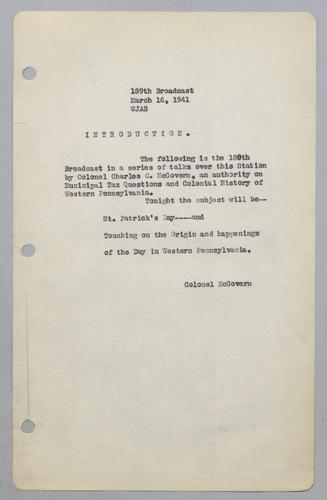 189th Broadcast
March 16, 1941
WJAS
INTRODUCTION.
The following is the 189th
Broadcast in a series of talks over this Station
by Colonel Charles C. McGovern, an authority on
Municipal Tax Questions and Colonial History of
Western Pennsylvania.
Tonight the subject will be--
St. Patrick's Day----and
Touching on the Origin and happenings
of the Day in Western Pennsylvania.
Colonel McGovern